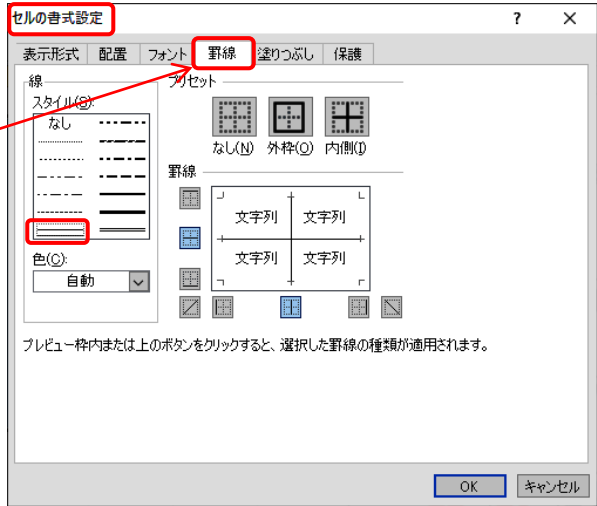 セルの書式設定
?
×
表示形式 配置 フォント 罫線 塗りつぶし 保護
線
スタイル(S):
なし
色(C):
自動
プリセット
なし(N) 外枠(O) 内側(I)
罫線
文字列 文字列
文字列 文字列
プレビュー枠内または上のボタンをクリックすると、選択した罫線の種類が適用されます。
OK キャンセル